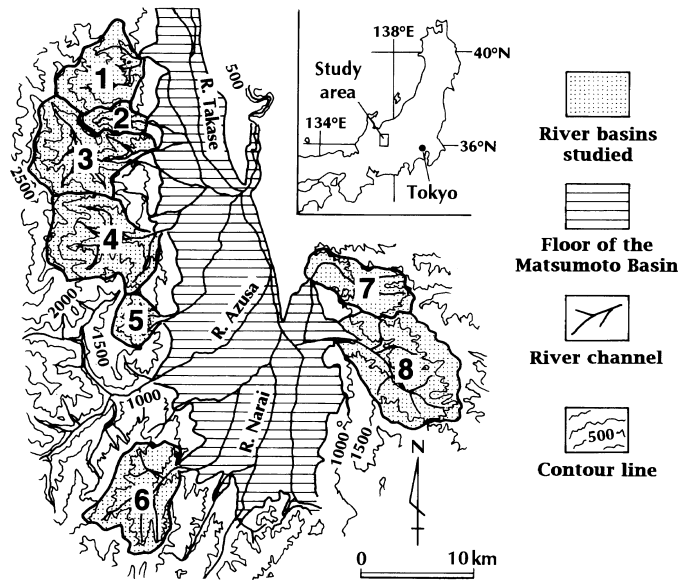 1
2
3
4
5
6
7
8
R. Takase
R. Azusa
R. Narai
500
2500
2000
1500
1000
1000
1500
N
0 10 km
138°E
40°N
Study
area
134°E
36°N
Tokyo
River basins
studied
Floor of the
Matsumoto Basin
River channel
500
Contour line